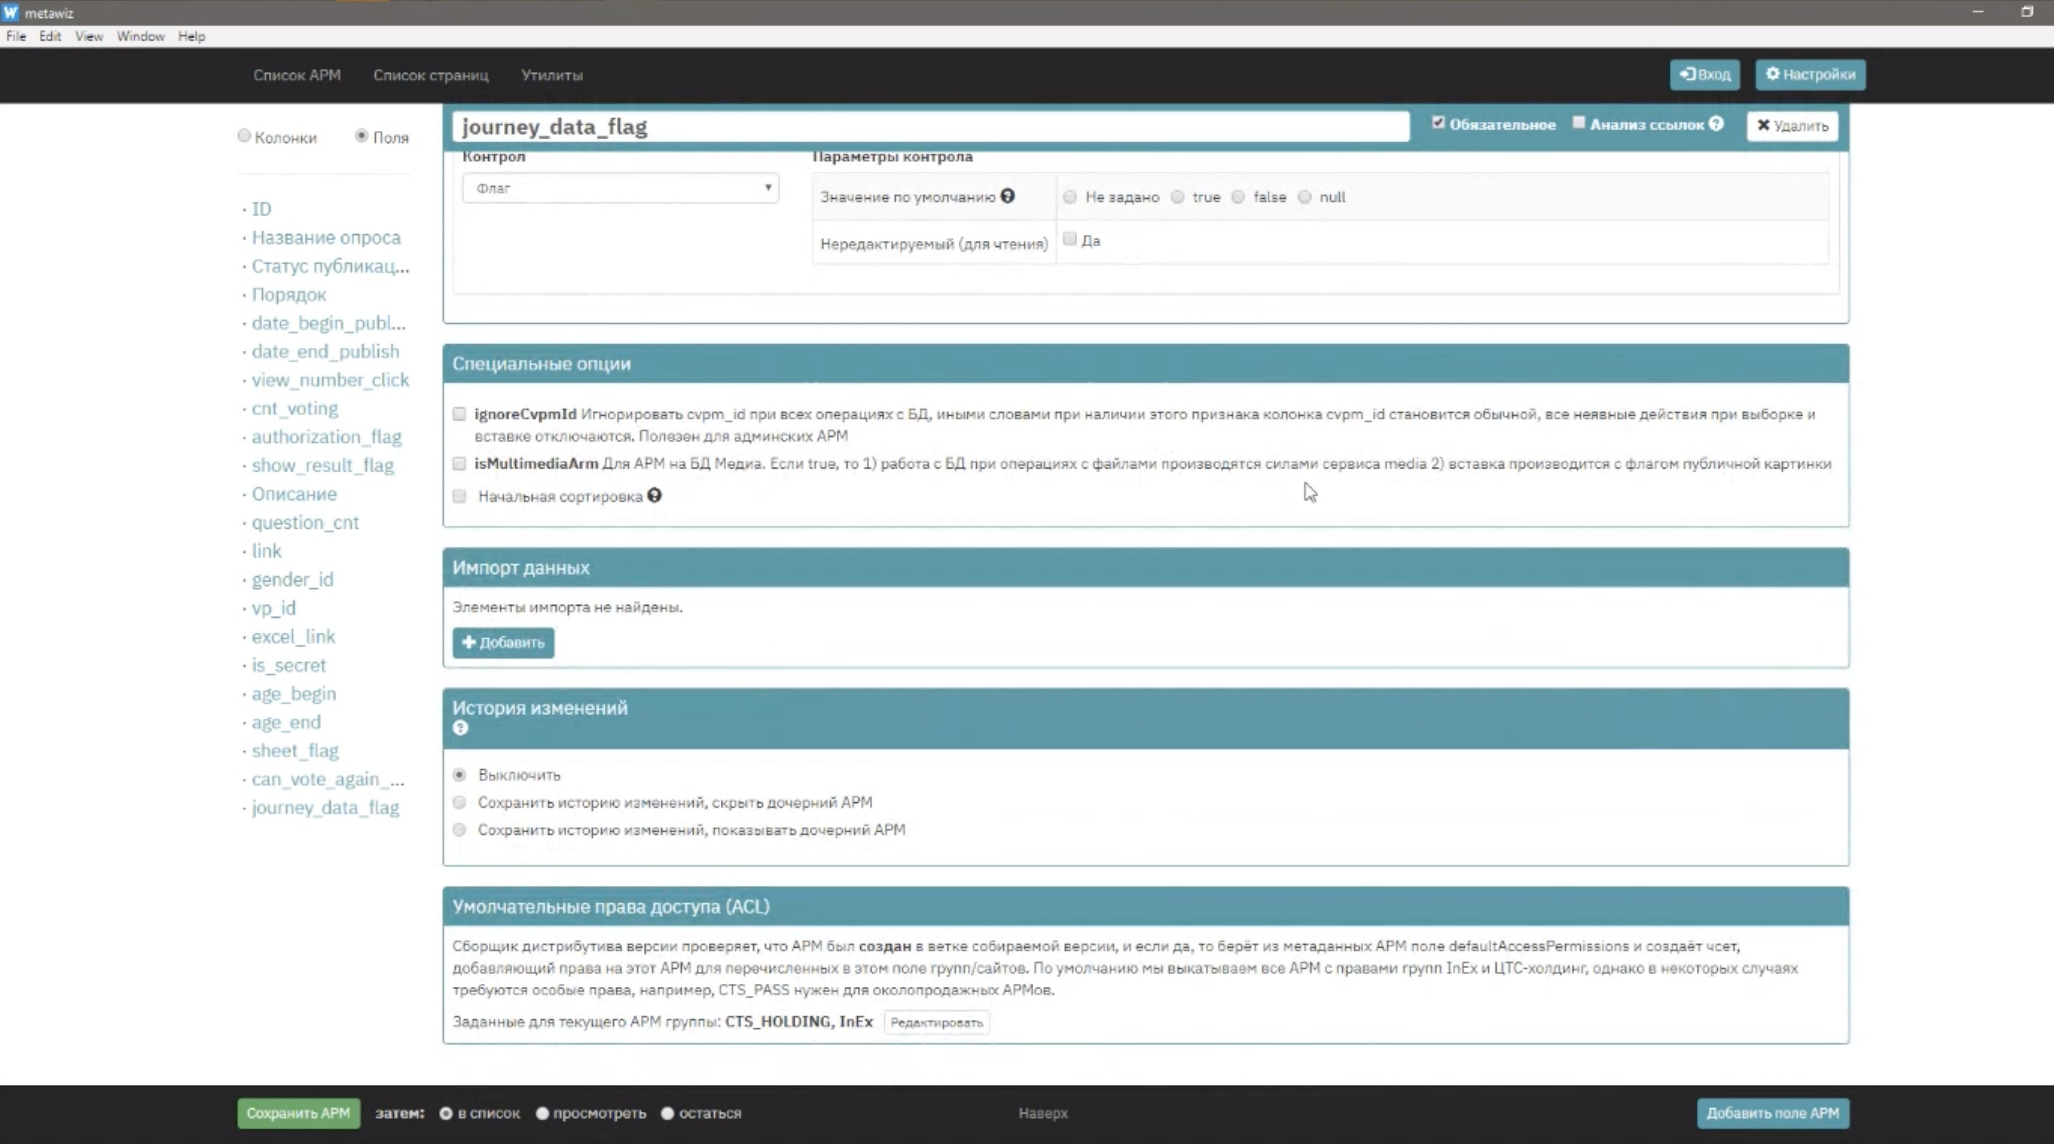 metawiz
File Edit View Window Help
Список АРМ Список страниц Утилиты Вход Настройки
Колонки Поля
journey_data_flag Обязательное Анализ ссылок Удалить
Контрол Параметры контрола
Флаг
Значение по умолчанию Не задано true false null
Нередактируемый (для чтения) Да
ID
Название опроса
Статус публикац...
Порядок
date_begin_publ...
date_end_publish
view_number_click
cnt_voting
authorization_flag
show_result_flag
Описание
question_cnt
link
gender_id
vp_id
excel_link
is_secret
age_begin
age_end
sheet_flag
can_vote_again_...
journey_data_flag
Специальные опции
ignoreCvpmId Игнорировать cvpm_id при всех операциях с БД, иными словами при наличии этого признака колонка cvpm_id становится обычной, все неявные действия при выборке и
вставке отключаются. Полезен для админских АРМ
isMultimediaArm Для АРМ на БД Медиа. Если true, то 1) работа с БД при операциях с файлами производятся силами сервиса media 2) вставка производится с флагом публичной картинки
Начальная сортировка
Импорт данных
Элементы импорта не найдены.
Добавить
История изменений
Выключить
Сохранить историю изменений, скрыть дочерний АРМ
Сохранить историю изменений, показывать дочерний АРМ
Умолчательные права доступа (ACL)
Сборщик дистрибутива версии проверяет, что АРМ был создан в ветке собираемой версии, и если да, то берёт из метаданных АРМ поле defaultAccessPermissions и создаёт чсет,
добавляющий права на этот АРМ для перечисленных в этом поле групп/сайтов. По умолчанию мы выкатываем все АРМ с правами групп InEx и ЦТС-холдинг, однако в некоторых случаях
требуются особые права, например, CTS_PASS нужен для околопродажных АРМов.
Заданные для текущего АРМ группы: CTS_HOLDING, InEx Редактировать
Сохранить АРМ затем: в список просмотреть остаться Наверх Добавить поле АРМ